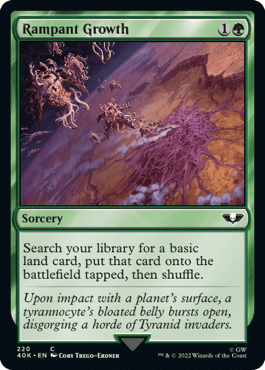 Rampant Growth 1
Sorcery
Search your library for a basic
land card, put that card onto the
battlefield tapped, then shuffle.
Upon impact with a planet's surface, a
tyrannocyte's bloated belly bursts open,
disgorging a horde of Tyranid invaders.
220 C
40K • EN Coby Trego-Erdner
© GW
™ & © 2022 Wizards of the Coast